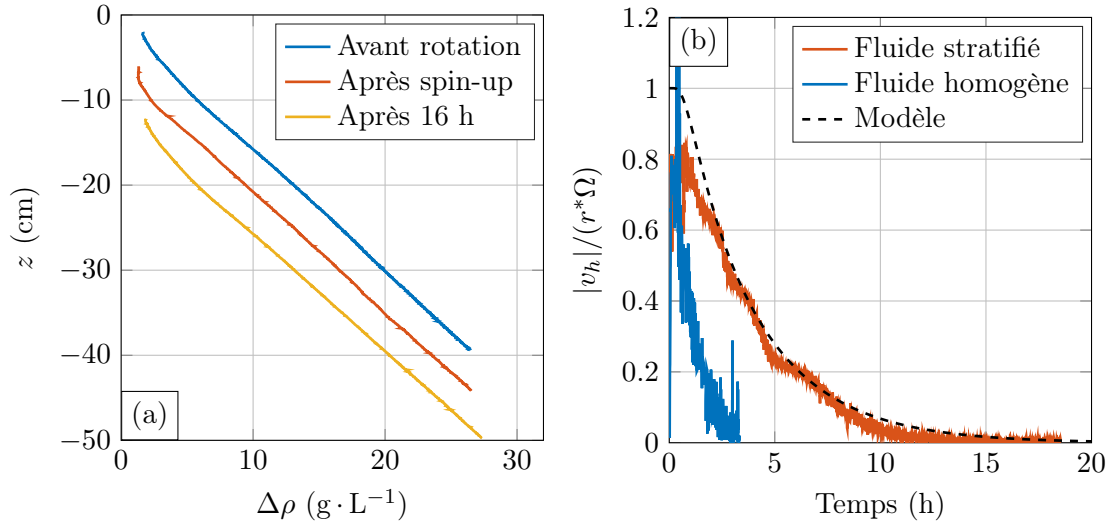 0
−10
−20
−30
−40
−50
z (cm)
0
10
20
30
Δρ (g · L⁻¹)
Avant rotation
Après spin-up
Après 16 h
(a)
(b)
Fluide stratifié
Fluide homogène
Modèle
1.2
1
0.8
0.6
0.4
0.2
0
|v_h|/(r*Ω)
0
5
10
15
20
Temps (h)